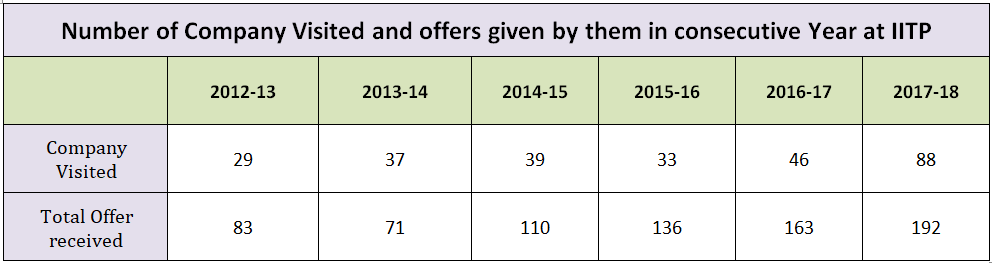 Number of Company Visited and offers given by them in consecutive Year at IITP
2012-13 2013-14 2014-15 2015-16 2016-17 2017-18
Company
Visited
29 37 39 33 46 88
Total Offer
received
83 71 110 136 163 192